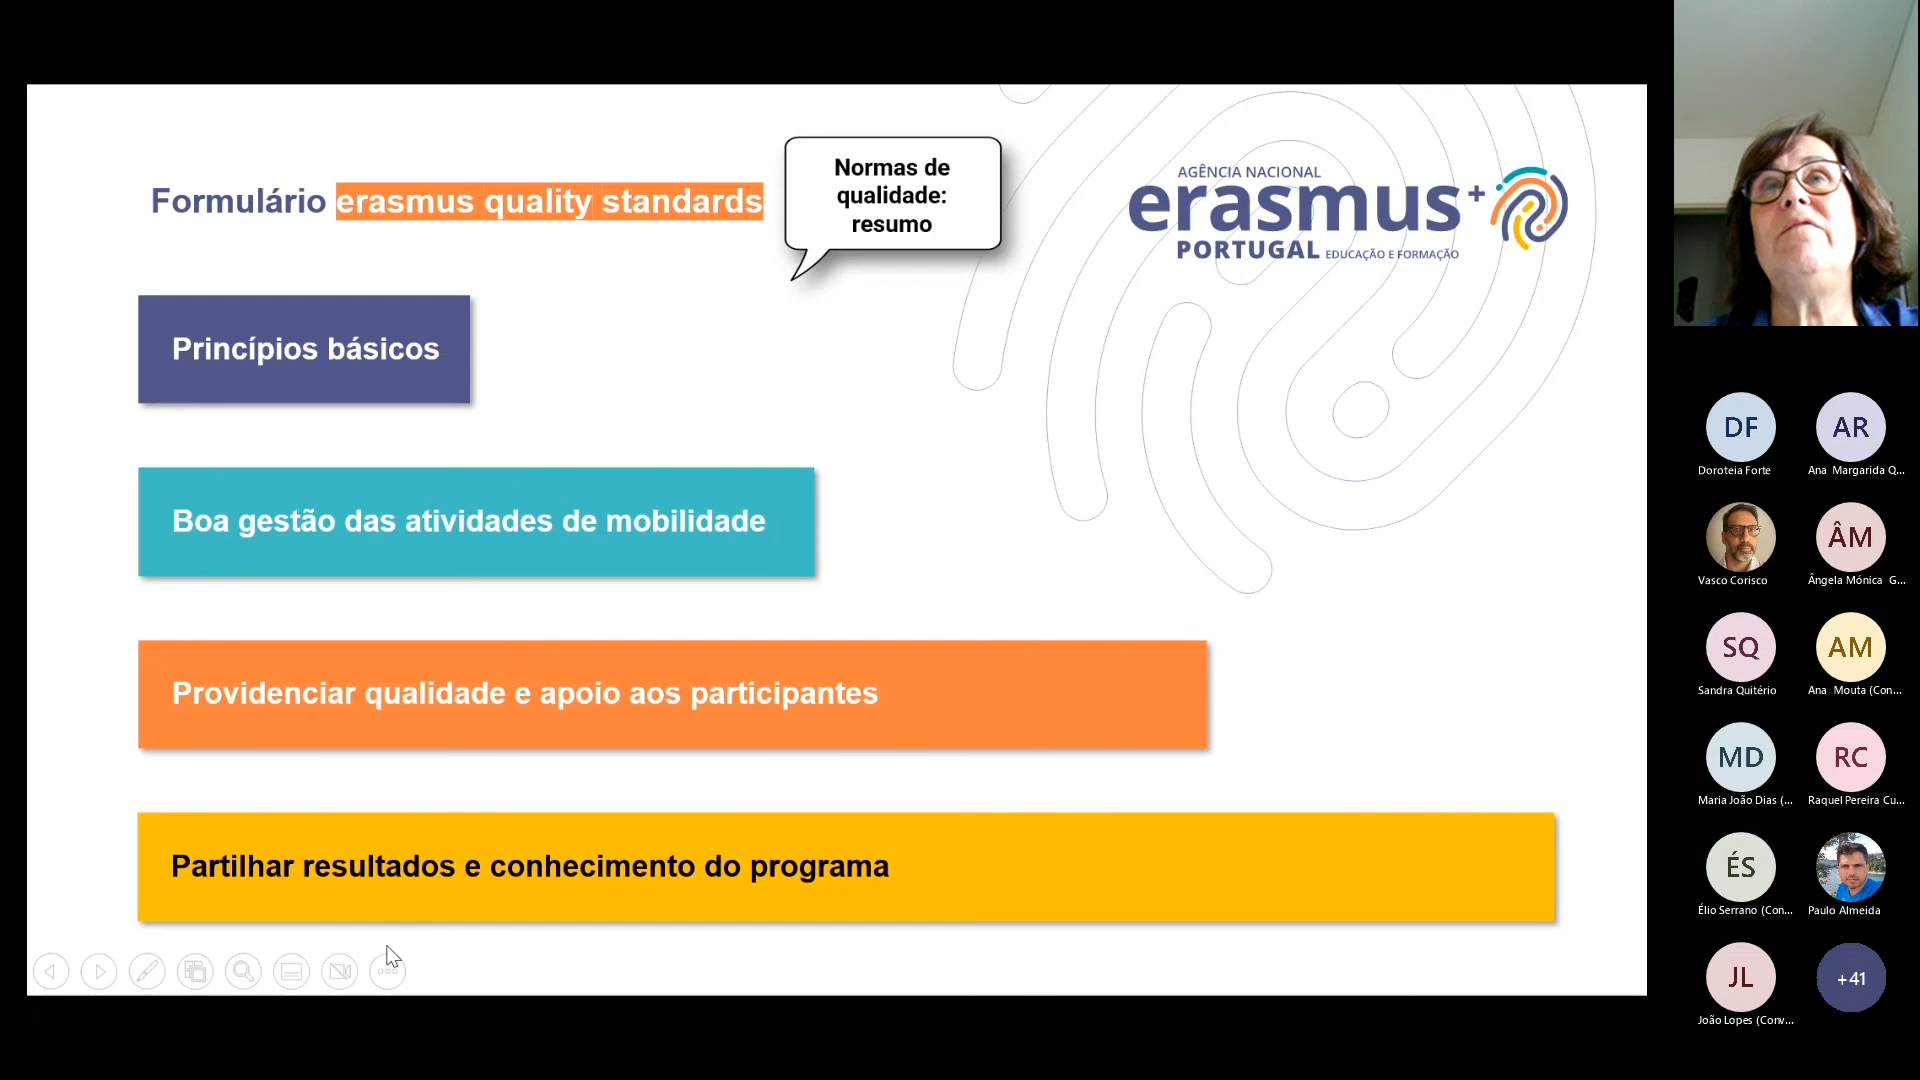 Formulário erasmus quality standards
Normas de
qualidade:
resumo
AGÊNCIA NACIONAL
erasmus+
PORTUGAL EDUCAÇÃO E FORMAÇÃO
Princípios básicos
Boa gestão das atividades de mobilidade
Providenciar qualidade e apoio aos participantes
Partilhar resultados e conhecimento do programa
DF
Doroteia Forte
AR
Ana Margarida Q...
Vasco Corisco
ÂM
Ângela Mónica G...
SQ
Sandra Quitério
AM
Ana Mouta (Con...
MD
Maria João Dias (...
RC
Raquel Pereira Cu...
ÉS
Élio Serrano (Con...
Paulo Almeida
JL
João Lopes (Conv...
+41